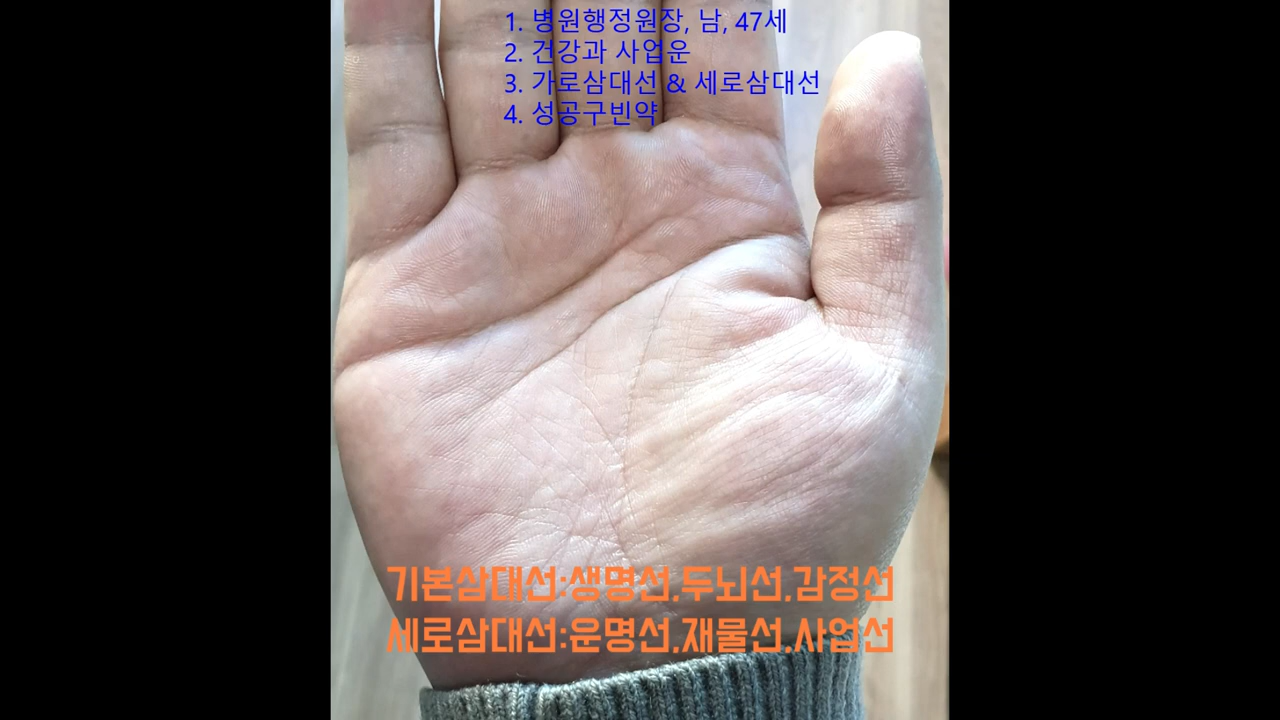 1. 병원행정원장, 남, 47세
2. 건강과 사업운
3. 가로삼대선 & 세로삼대선
4. 성공구빈약
기본삼대선:생명선,두뇌선,감정선
세로삼대선:운명선,재물선,사업선